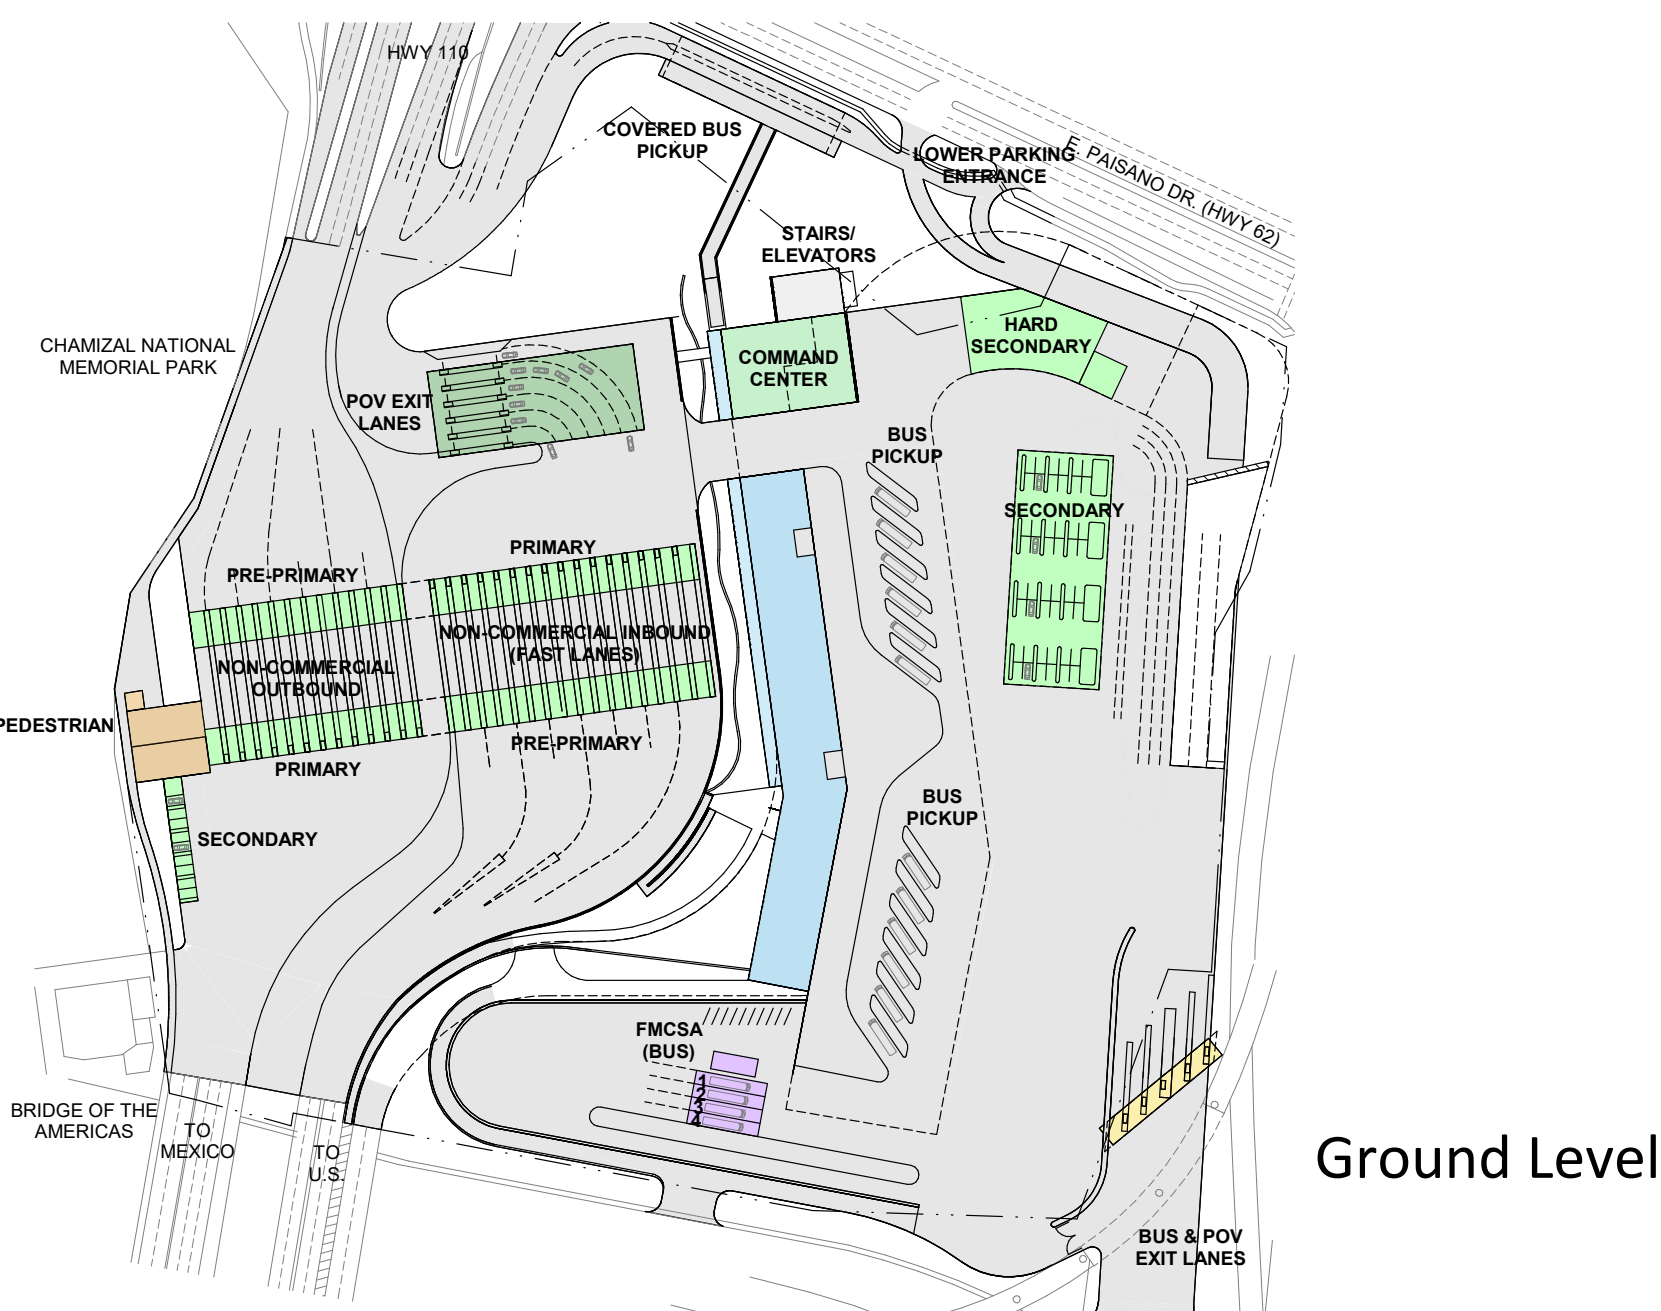 HWY 110
COVERED BUS
PICKUP
LOWER PARKING
ENTRANCE
E. PAISANO DR. (HWY 62)
STAIRS/
ELEVATORS
HARD
SECONDARY
CHAMIZAL NATIONAL
MEMORIAL PARK
COMMAND
CENTER
POV EXIT
LANES
BUS
PICKUP
SECONDARY
PRIMARY
PRE-PRIMARY
NON-COMMERCIAL INBOUND
(FAST LANES)
NON-COMMERCIAL
OUTBOUND
PEDESTRIAN
PRE-PRIMARY
PRIMARY
BUS
PICKUP
SECONDARY
FMCSA
(BUS)
1
2
3
4
BRIDGE OF THE
AMERICAS
TO
MEXICO
TO
U.S.
Ground Level
BUS & POV
EXIT LANES